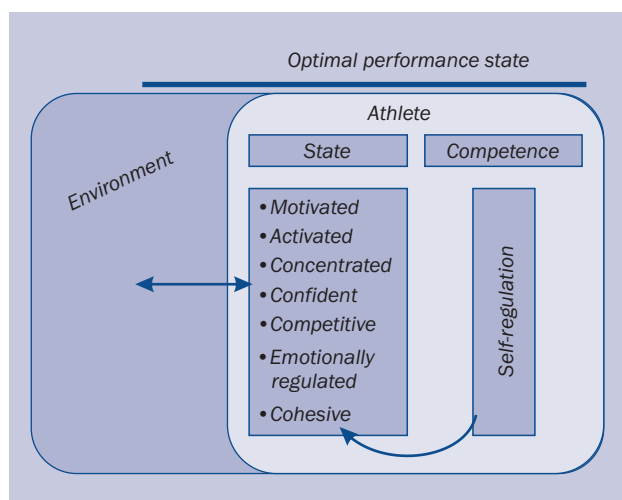 Optimal performance state
Athlete
Environment
State
Competence
•Motivated
•Activated
•Concentrated
•Confident
•Competitive
•Emotionally
regulated
•Cohesive
Self-regulation